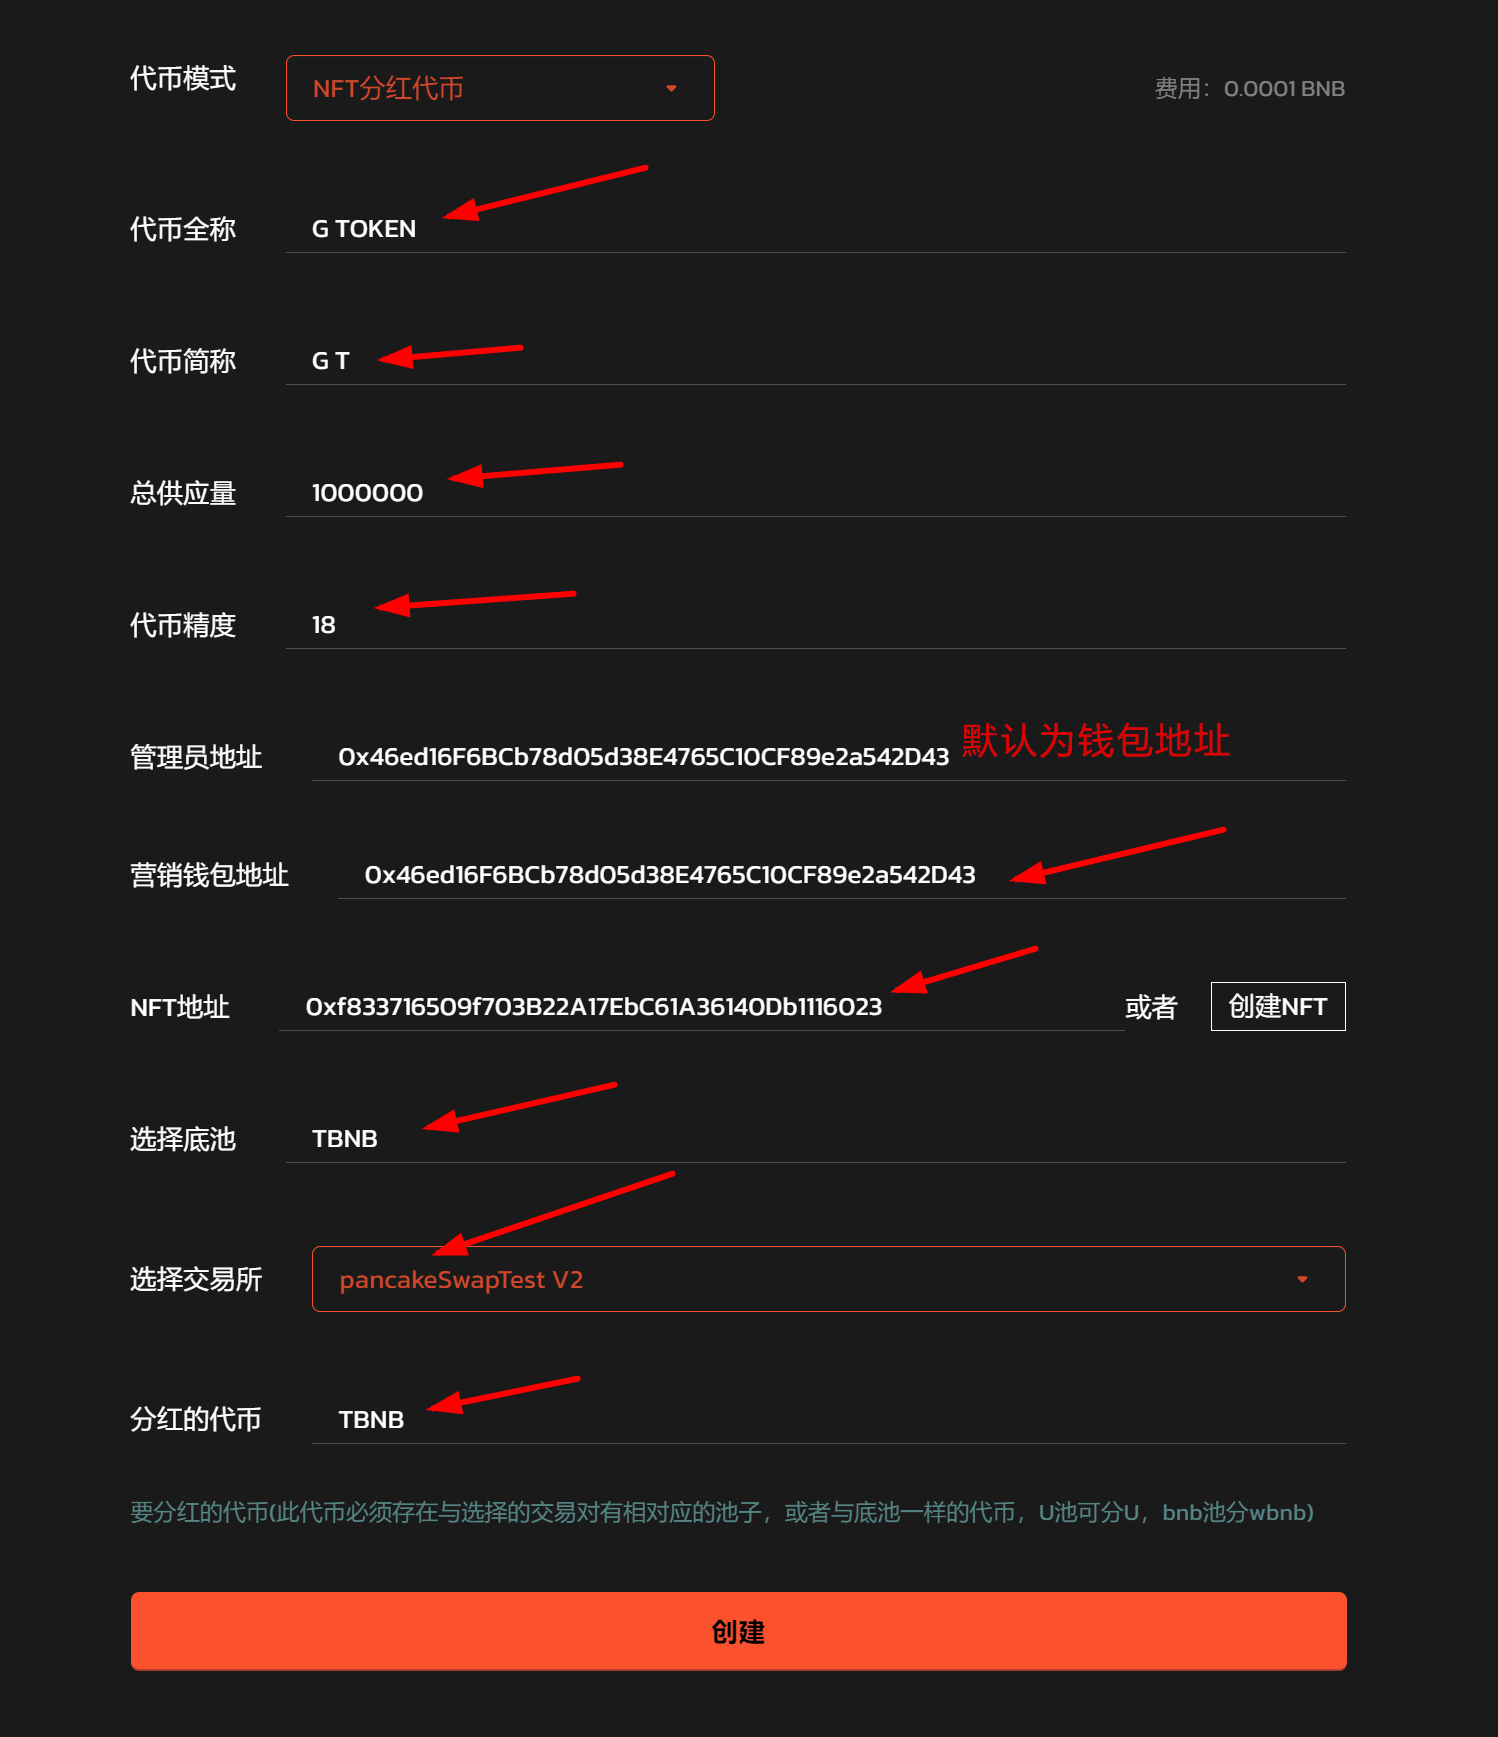 代币模式 NFT分红代币 费用：0.0001 BNB
代币全称 G TOKEN
代币简称 G T
总供应量 1000000
代币精度 18
管理员地址 0x46ed16F6BCb78d05d38E4765C10CF89e2a542D43 默认为钱包地址
营销钱包地址 0x46ed16F6BCb78d05d38E4765C10CF89e2a542D43
NFT地址 0xf833716509f703B22A17EbC61A36140Db1116023 或者 创建NFT
选择底池 TBNB
选择交易所 pancakeSwapTest V2
分红的代币 TBNB
要分红的代币(此代币必须存在与选择的交易对有相对应的池子，或者与底池一样的代币，U池可分U，bnb池分wbnb)
创建